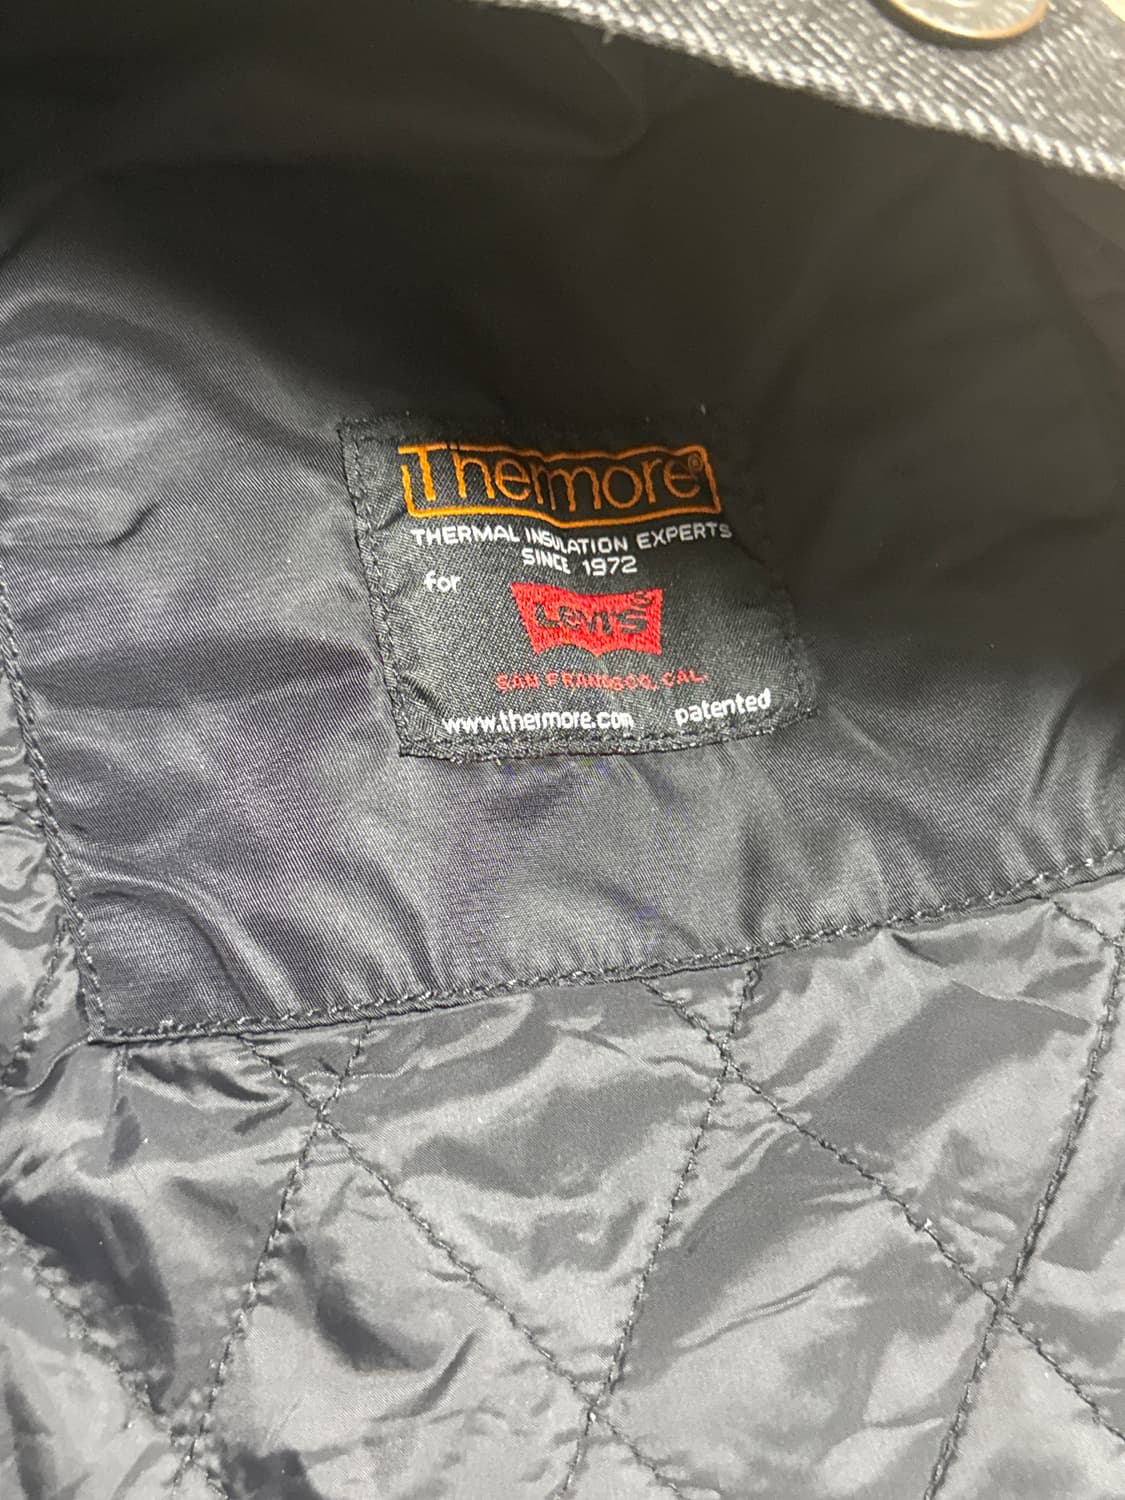 Thermore®
THERMAL INSULATION EXPERTS
SINCE 1972
for
LEVI'S®
SAN FRANCISCO, CAL.
www.thermore.com patented